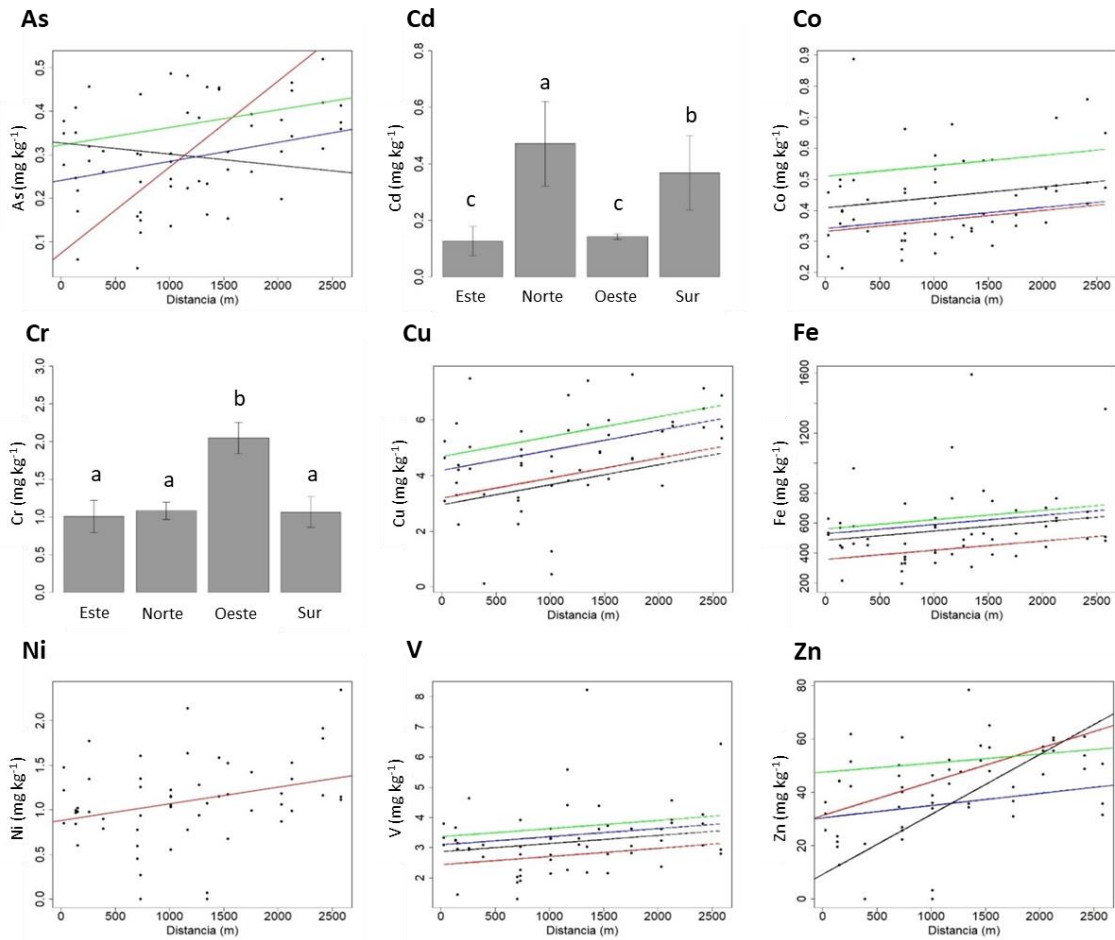 As
As (mg kg⁻¹)
0.1 0.2 0.3 0.4 0.5
0 500 1000 1500 2000 2500
Distancia (m)
Cd
Cd (mg kg⁻¹)
0.0 0.2 0.4 0.6 0.8
c a c b
Este Norte Oeste Sur
Co
Co (mg kg⁻¹)
0.2 0.3 0.4 0.5 0.6 0.7 0.8 0.9
0 500 1000 1500 2000 2500
Distancia (m)
Cr
Cr (mg kg⁻¹)
0.0 0.5 1.0 1.5 2.0 2.5 3.0
a a b a
Este Norte Oeste Sur
Cu
Cu (mg kg⁻¹)
0 2 4 6
0 500 1000 1500 2000 2500
Distancia (m)
Fe
Fe (mg kg⁻¹)
200 400 600 800 1200 1600
0 500 1000 1500 2000 2500
Distancia (m)
Ni
Ni (mg kg⁻¹)
0.0 0.5 1.0 1.5 2.0
0 500 1000 1500 2000 2500
Distancia (m)
V
V (mg kg⁻¹)
2 3 4 5 6 7 8
0 500 1000 1500 2000 2500
Distancia (m)
Zn
Zn (mg kg⁻¹)
0 20 40 60 80
0 500 1000 1500 2000 2500
Distancia (m)